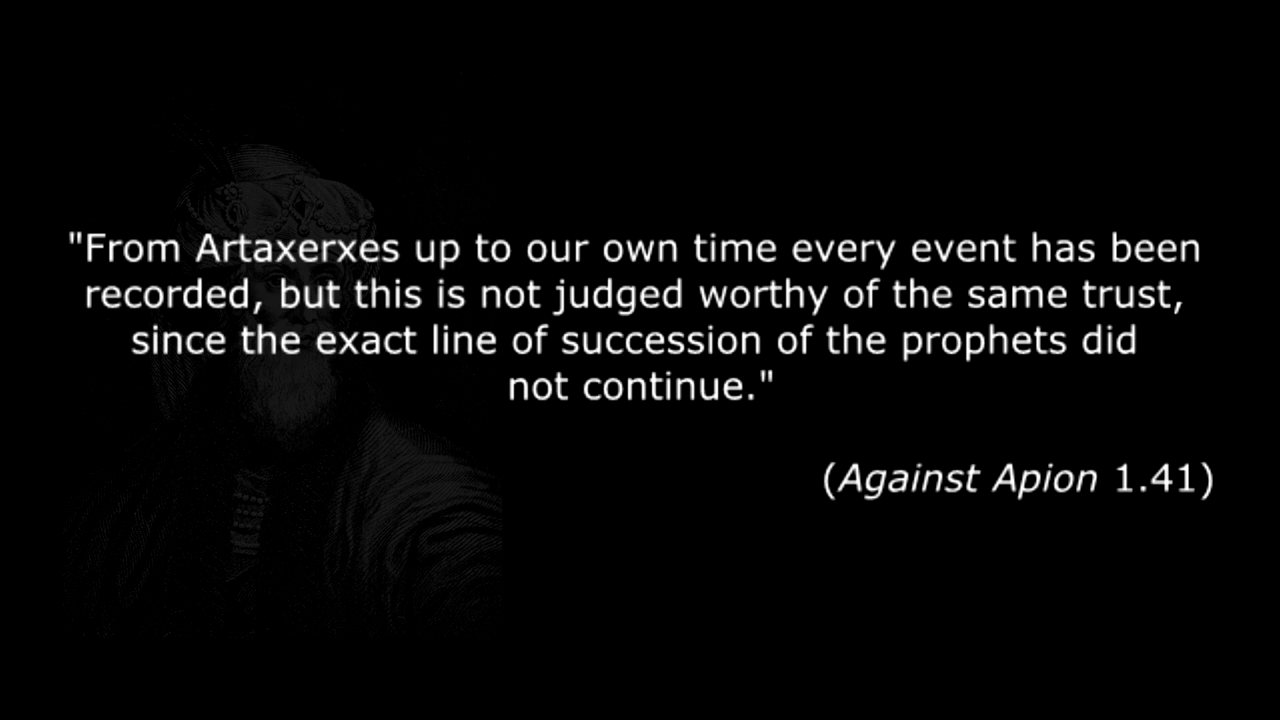 "From Artaxerxes up to our own time every event has been
recorded, but this is not judged worthy of the same trust,
since the exact line of succession of the prophets did
not continue."
(Against Apion 1.41)